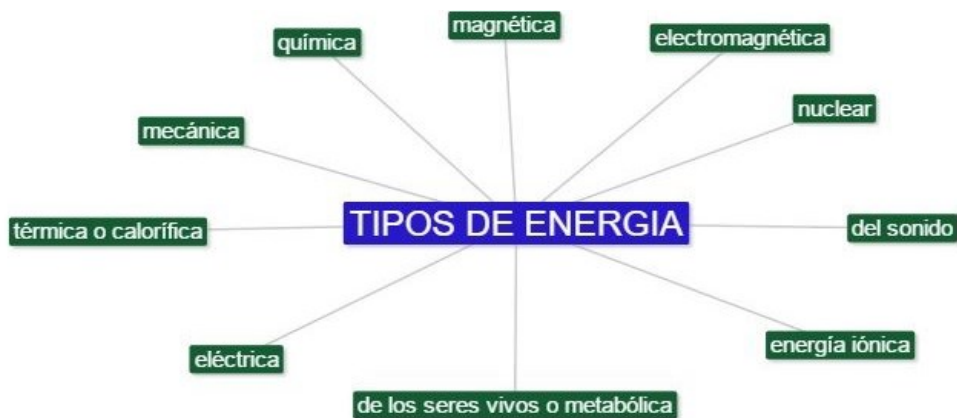 magnética
electromagnética
química
nuclear
mecánica
TIPOS DE ENERGIA
térmica o calorífica
del sonido
energía iónica
eléctrica
de los seres vivos o metabólica